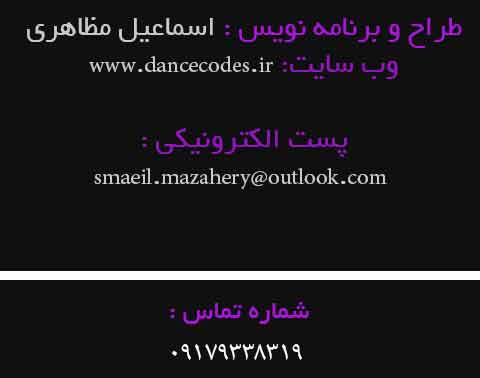 طراح و برنامه نویس : اسماعیل مظاهری
وب سایت: www.dancecodes.ir
پست الکترونیکی :
smaeil.mazahery@outlook.com
شماره تماس :
۰۹۱۷۹۳۳۸۳۱۹